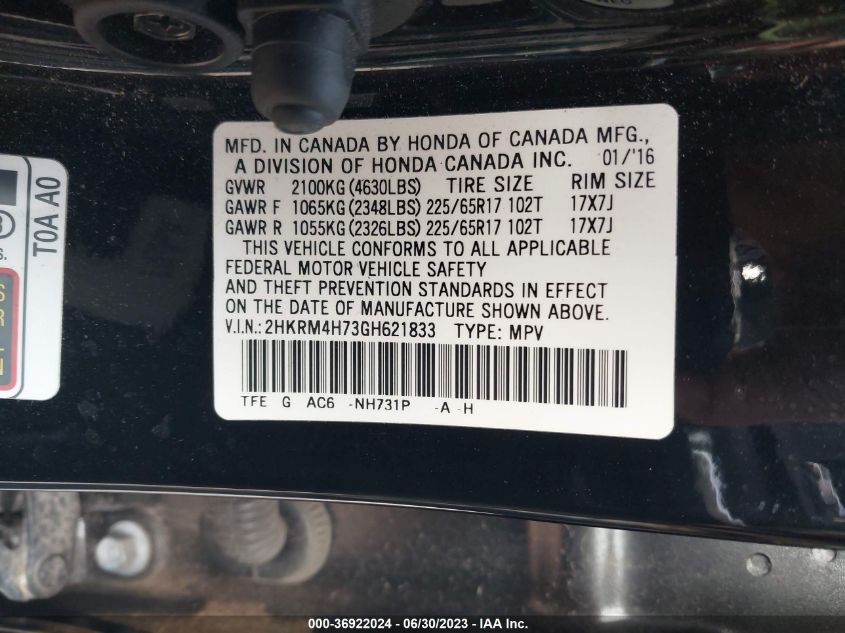 MFD. IN CANADA BY HONDA OF CANADA MFG.,
A DIVISION OF HONDA CANADA INC. 01/'16
GVWR 2100KG (4630LBS) TIRE SIZE RIM SIZE
GAWR F 1065KG (2348LBS) 225/65R17 102T 17X7J
GAWR R 1055KG (2326LBS) 225/65R17 102T 17X7J
THIS VEHICLE CONFORMS TO ALL APPLICABLE
FEDERAL MOTOR VEHICLE SAFETY
AND THEFT PREVENTION STANDARDS IN EFFECT
ON THE DATE OF MANUFACTURE SHOWN ABOVE.
V.I.N.: 2HKRM4H73GH621833 TYPE: MPV
TFE G AC6 -NH731P -A -H
T0A A0
000-36922024 - 06/30/2023 - IAA Inc.